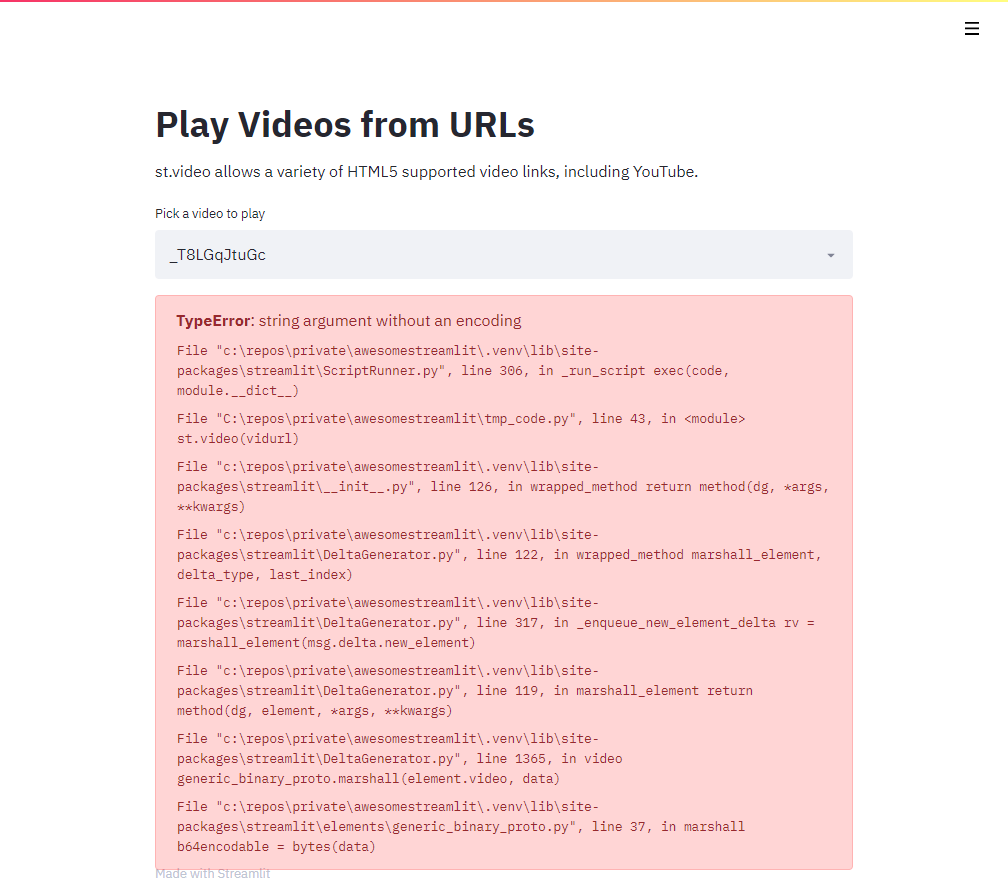 Play Videos from URLs
st.video allows a variety of HTML5 supported video links, including YouTube.
Pick a video to play
_T8LGqJtuGc
TypeError: string argument without an encoding
File "c:\repos\private\awesomestreamlit\.venv\lib\site-
packages\streamlit\ScriptRunner.py", line 306, in _run_script exec(code,
module.__dict__)
File "C:\repos\private\awesomestreamlit\tmp_code.py", line 43, in <module>
st.video(vidurl)
File "c:\repos\private\awesomestreamlit\.venv\lib\site-
packages\streamlit\__init__.py", line 126, in wrapped_method return method(dg, *args,
**kwargs)
File "c:\repos\private\awesomestreamlit\.venv\lib\site-
packages\streamlit\DeltaGenerator.py", line 122, in wrapped_method marshall_element,
delta_type, last_index)
File "c:\repos\private\awesomestreamlit\.venv\lib\site-
packages\streamlit\DeltaGenerator.py", line 317, in _enqueue_new_element_delta rv =
marshall_element(msg.delta.new_element)
File "c:\repos\private\awesomestreamlit\.venv\lib\site-
packages\streamlit\DeltaGenerator.py", line 119, in marshall_element return
method(dg, element, *args, **kwargs)
File "c:\repos\private\awesomestreamlit\.venv\lib\site-
packages\streamlit\DeltaGenerator.py", line 1365, in video
generic_binary_proto.marshall(element.video, data)
File "c:\repos\private\awesomestreamlit\.venv\lib\site-
packages\streamlit\elements\generic_binary_proto.py", line 37, in marshall
b64encodable = bytes(data)
Made with Streamlit